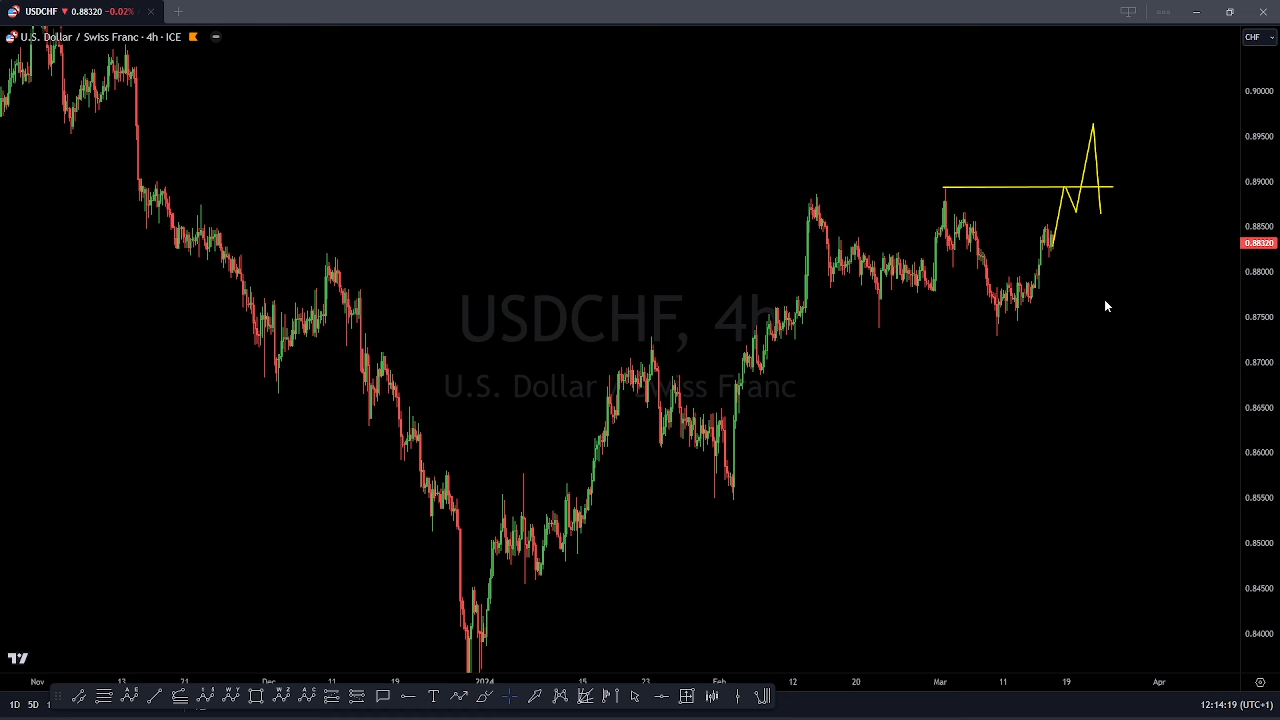 USDCHF ▼ 0.88320 −0.02%
U.S. Dollar / Swiss Franc · 4h · ICE
CHF
0.90000
0.89500
0.89000
0.88500
0.88320
0.88000
0.87500
0.87000
0.86500
0.86000
0.85500
0.85000
0.84500
0.84000
USDCHF, 4h
U.S. Dollar / Swiss Franc
Nov 13 21 Dec 11 19 2024 15 23 Feb 12 20 Mar 11 19 Apr
1D 5D
12:14:19 (UTC+1)